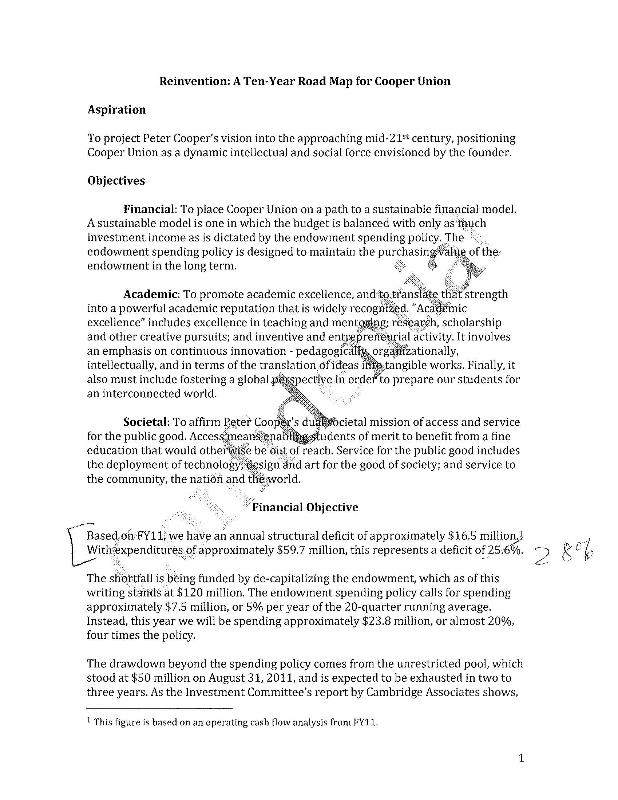 Reinvention: A Ten-Year Road Map for Cooper Union
Aspiration
To project Peter Cooper's vision into the approaching mid-21st century, positioning
Cooper Union as a dynamic intellectual and social force envisioned by the founder.
Objectives
Financial: To place Cooper Union on a path to a sustainable financial model.
A sustainable model is one in which the budget is balanced with only as much
investment income as is dictated by the endowment spending policy. The
endowment spending policy is designed to maintain the purchasing value of the
endowment in the long term.
Academic: To promote academic excellence, and to translate that strength
into a powerful academic reputation that is widely recognized. "Academic
excellence" includes excellence in teaching and mentoring; research, scholarship
and other creative pursuits; and inventive and entrepreneurial activity. It involves
an emphasis on continuous innovation - pedagogically, organizationally,
intellectually, and in terms of the translation of ideas into tangible works. Finally, it
also must include fostering a global perspective in order to prepare our students for
an interconnected world.
Societal: To affirm Peter Cooper's dual societal mission of access and service
for the public good. Access means enabling students of merit to benefit from a fine
education that would otherwise be out of reach. Service for the public good includes
the deployment of technology, design and art for the good of society; and service to
the community, the nation and the world.
Financial Objective
Based on FY11, we have an annual structural deficit of approximately $16.5 million.1
With expenditures of approximately $59.7 million, this represents a deficit of 25.6%. 28%
The shortfall is being funded by de-capitalizing the endowment, which as of this
writing stands at $120 million. The endowment spending policy calls for spending
approximately $7.5 million, or 5% per year of the 20-quarter running average.
Instead, this year we will be spending approximately $23.8 million, or almost 20%,
four times the policy.
The drawdown beyond the spending policy comes from the unrestricted pool, which
stood at $50 million on August 31, 2011, and is expected to be exhausted in two to
three years. As the Investment Committee's report by Cambridge Associates shows,
1 This figure is based on an operating cash flow analysis from FY11.
1